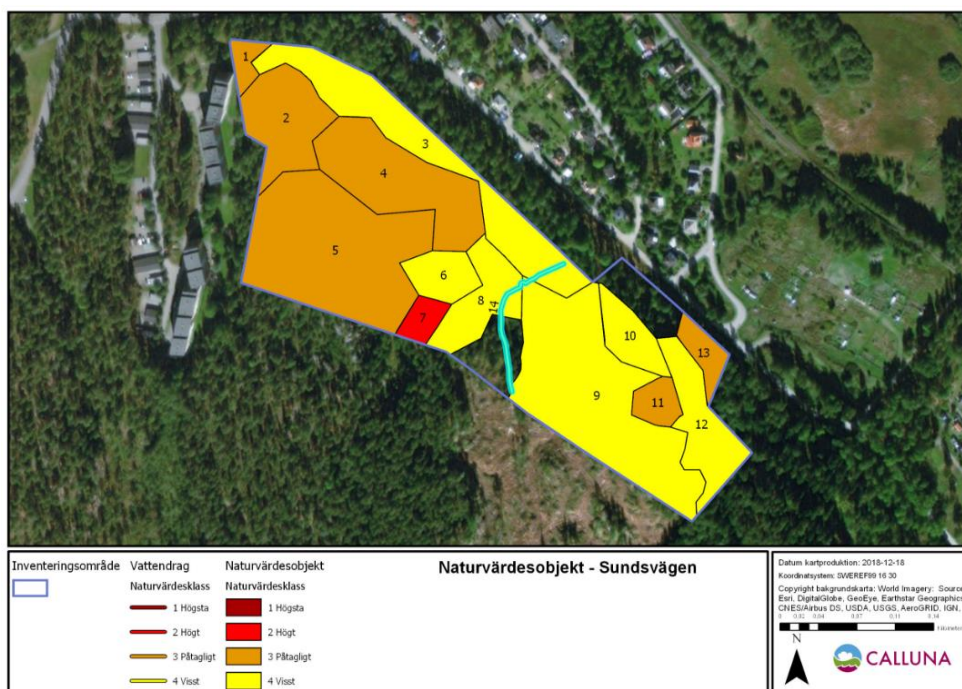 1
2
3
4
5
6
7
8
14
9
10
11
12
13
Inventeringsområde
Vattendrag
Naturvärdesklass
1 Högsta
2 Högt
3 Påtagligt
4 Visst
Naturvärdesobjekt
Naturvärdesklass
1 Högsta
2 Högt
3 Påtagligt
4 Visst
Naturvärdesobjekt - Sundsvägen
Datum kartproduktion: 2018-12-18
Koordinatsystem: SWEREF99 16 30
Copyright bakgrundskarta: World Imagery: Source:
Esri, DigitalGlobe, GeoEye, Earthstar Geographics,
CNES/Airbus DS, USDA, USGS, AeroGRID, IGN,
N
CALLUNA